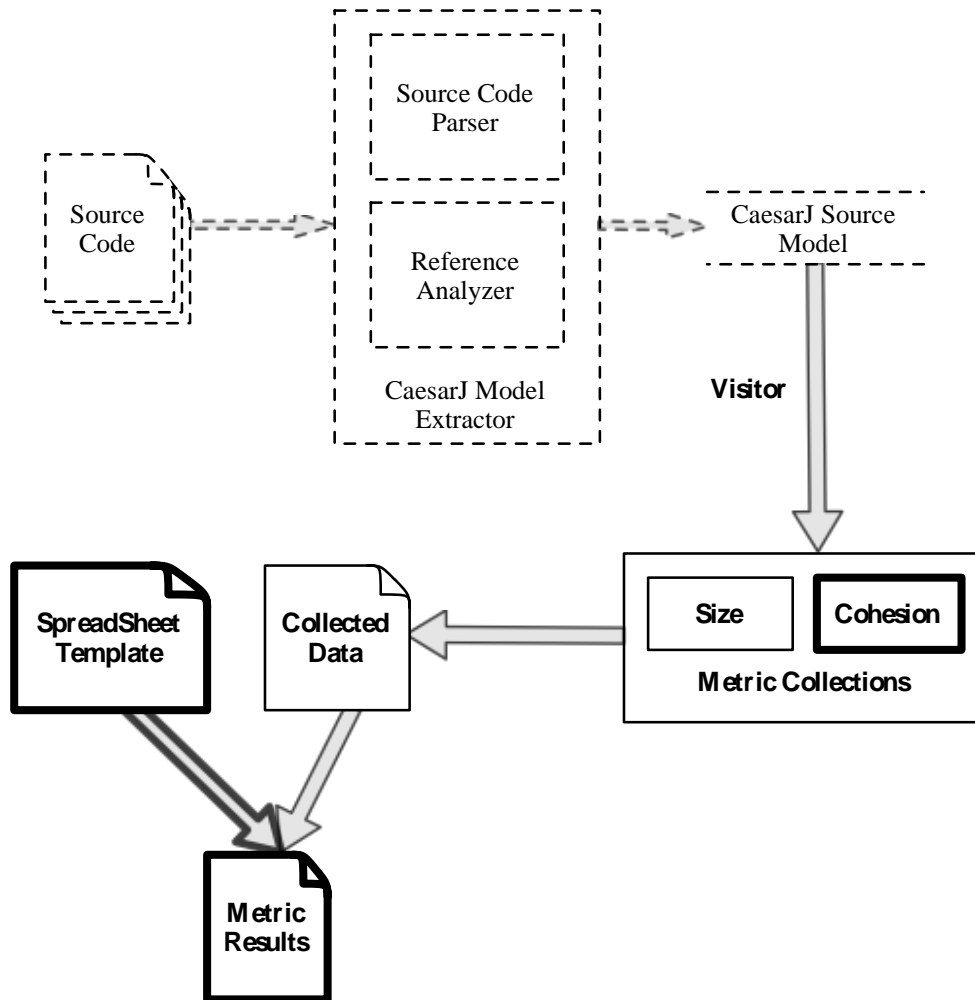 Source Code
Parser
Source
Code
Reference
Analyzer
CaesarJ Model
Extractor
CaesarJ Source
Model
Visitor
Size
Cohesion
Metric Collections
SpreadSheet
Template
Collected
Data
Metric
Results